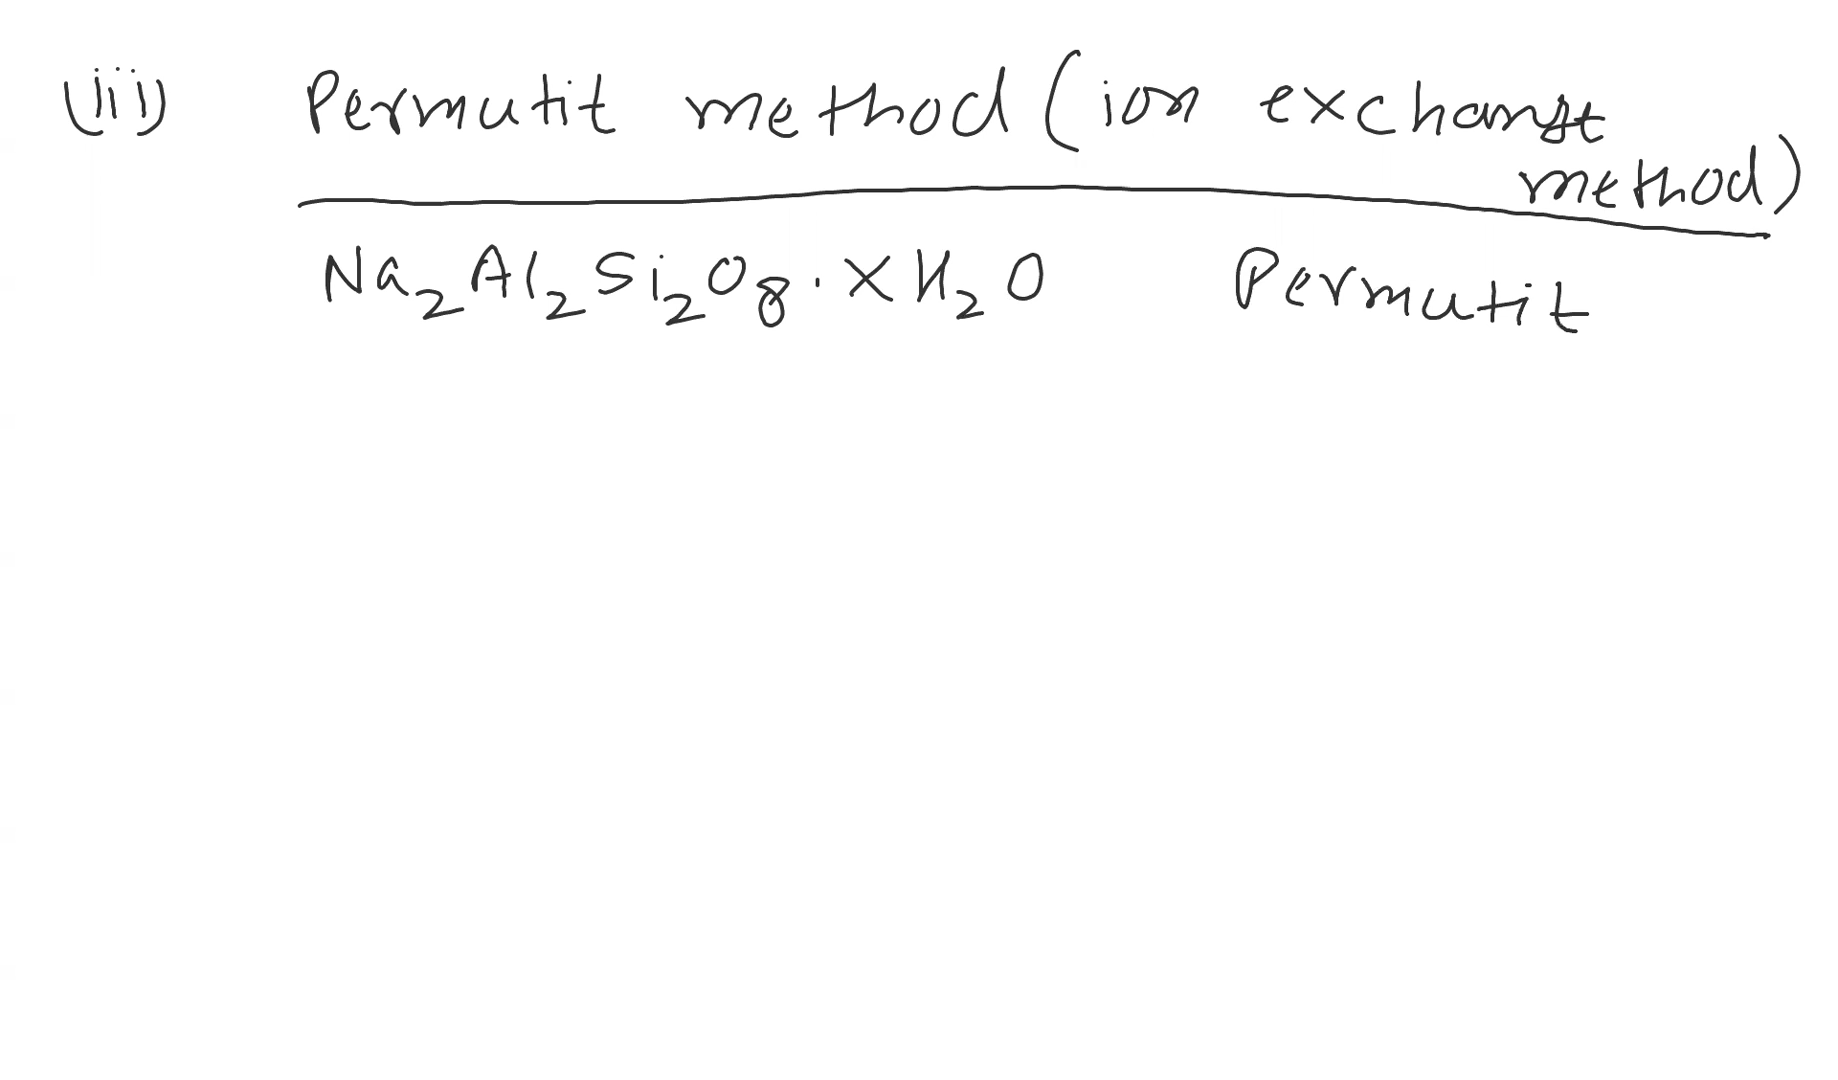 (iii) Permutit method (ion exchange
method)
Na₂Al₂Si₂O₈·XH₂O Permutit